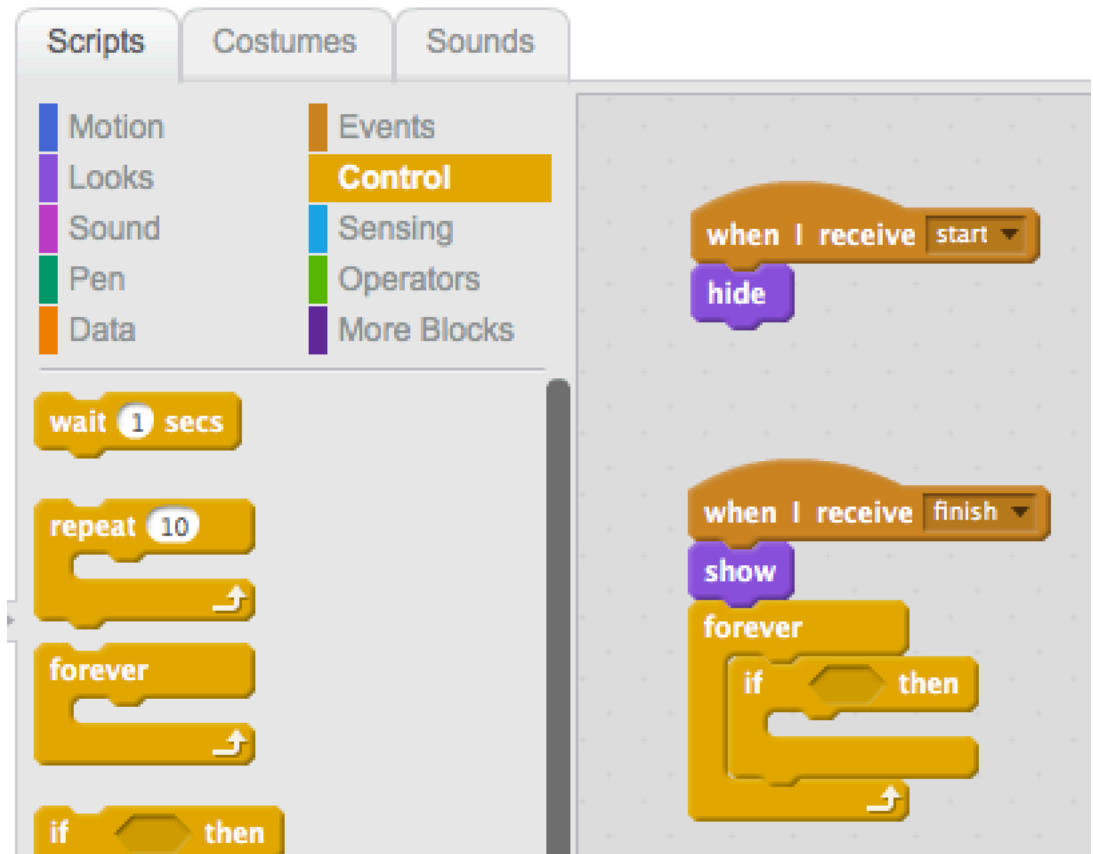 Scripts Costumes Sounds
Motion Events
Looks Control
Sound Sensing
Pen Operators
Data More Blocks
wait 1 secs
repeat 10
forever
if then
when I receive start
hide
when I receive finish
show
forever
if then